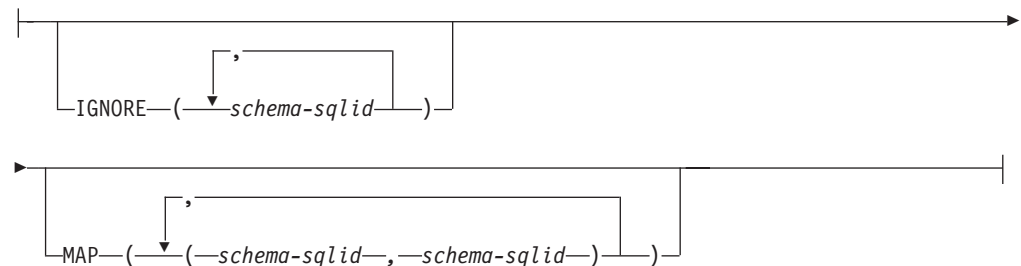 ,
IGNORE ( schema-sqlid )
,
MAP ( ( schema-sqlid , schema-sqlid ) )